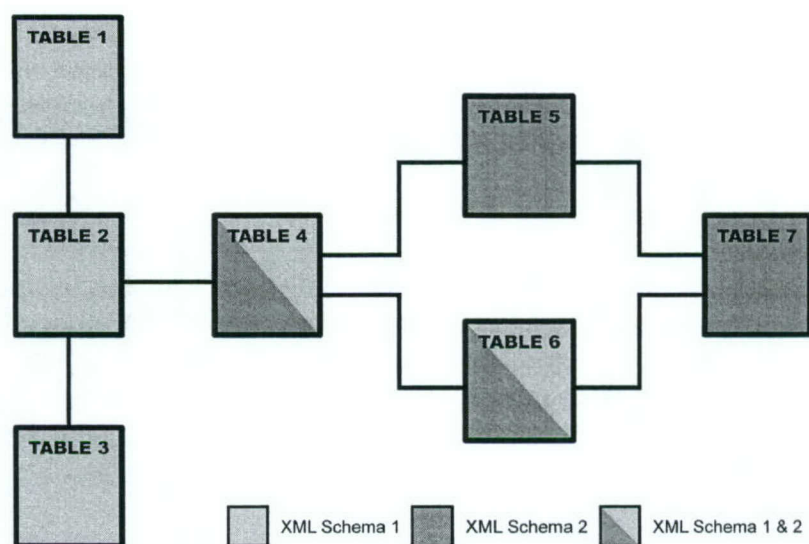 TABLE 1
TABLE 5
TABLE 2
TABLE 4
TABLE 7
TABLE 6
TABLE 3
XML Schema 1
XML Schema 2
XML Schema 1 & 2